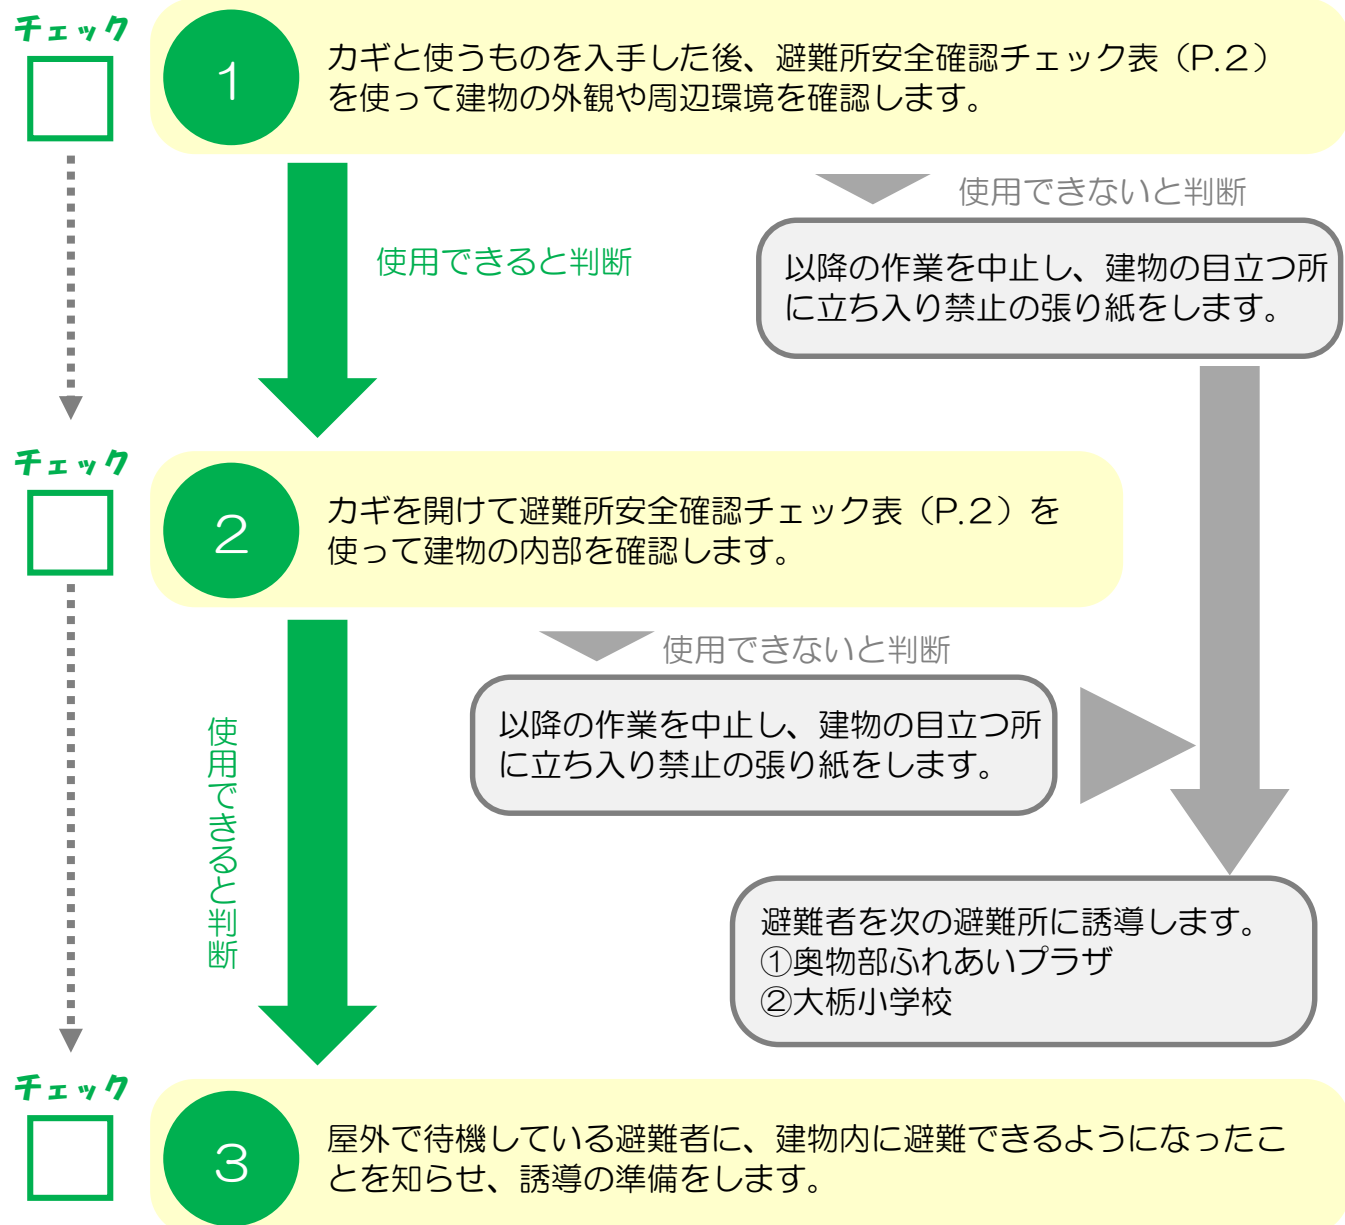 チェック
1
カギと使うものを入手した後、避難所安全確認チェック表（P.2）
を使って建物の外観や周辺環境を確認します。
使用できないと判断
使用できると判断
以降の作業を中止し、建物の目立つ所
に立ち入り禁止の張り紙をします。
チェック
2
カギを開けて避難所安全確認チェック表（P.2）を
使って建物の内部を確認します。
使用できないと判断
使用できると判断
以降の作業を中止し、建物の目立つ所
に立ち入り禁止の張り紙をします。
避難者を次の避難所に誘導します。
①奥物部ふれあいプラザ
②大栃小学校
チェック
3
屋外で待機している避難者に、建物内に避難できるようになったこ
とを知らせ、誘導の準備をします。